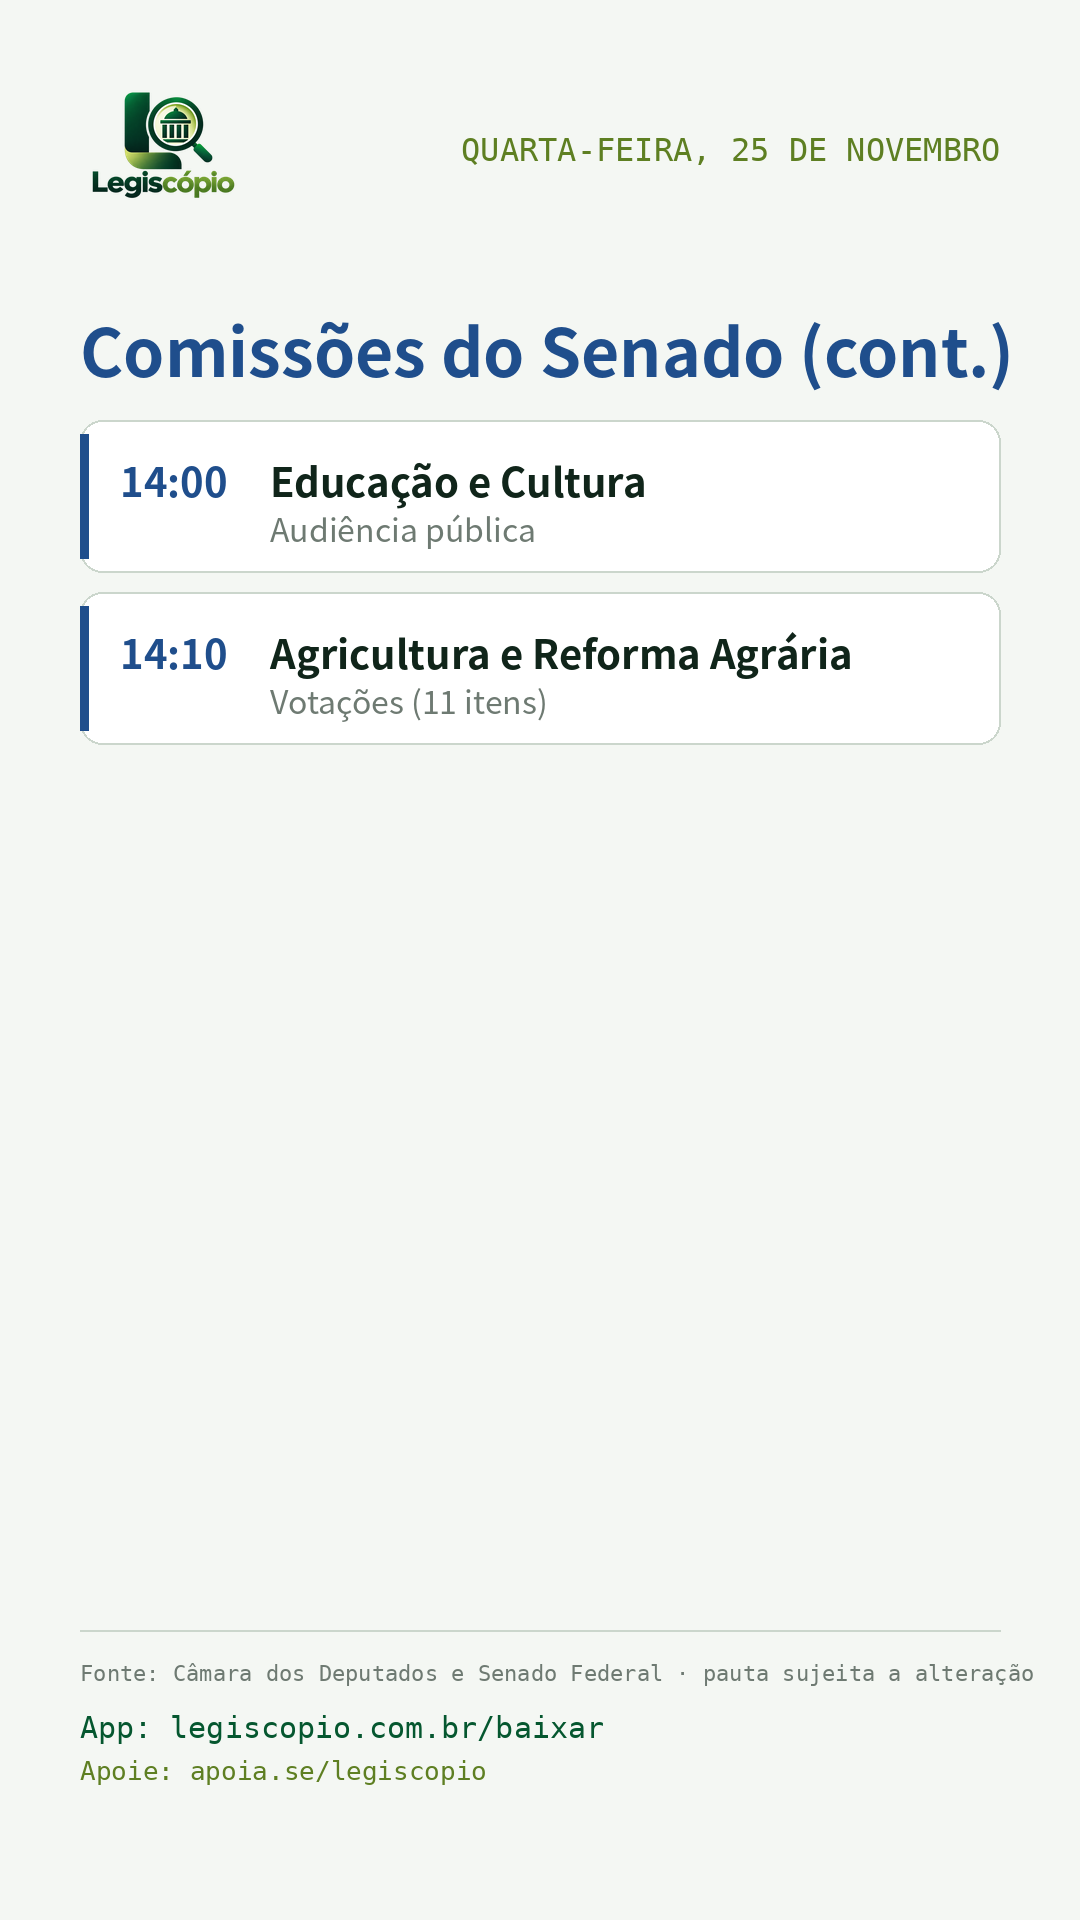 Legiscópio
QUARTA-FEIRA, 25 DE NOVEMBRO
Comissões do Senado (cont.)
14:00 Educação e Cultura
Audiência pública
14:10 Agricultura e Reforma Agrária
Votações (11 itens)
Fonte: Câmara dos Deputados e Senado Federal · pauta sujeita a alteração
App: legiscopio.com.br/baixar
Apoie: apoia.se/legiscopio